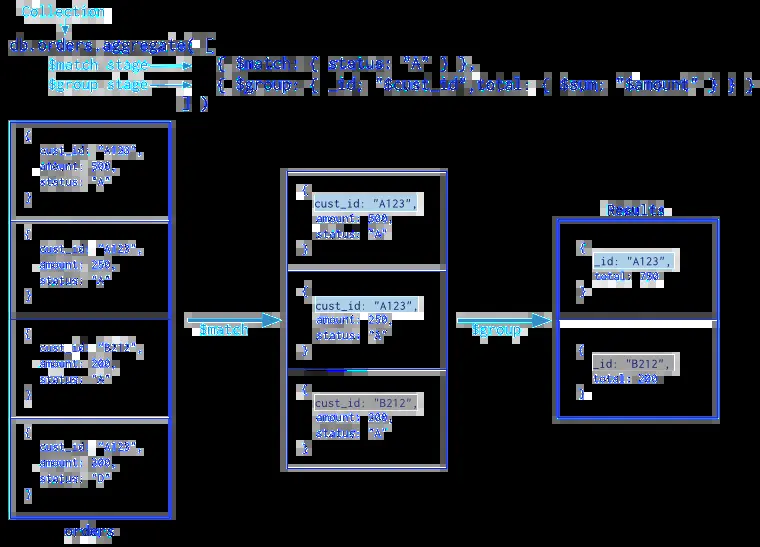 Collection
db.orders.aggregate( [
$match stage { $match: { status: "A" } },
$group stage { $group: { _id: "$cust_id",total: { $sum: "$amount" } } }
] )
{
cust_id: "A123",
amount: 500,
status: "A"
}
{
cust_id: "A123",
amount: 250,
status: "A"
}
{
cust_id: "B212",
amount: 200,
status: "A"
}
{
cust_id: "A123",
amount: 300,
status: "D"
}
orders
$match
{
cust_id: "A123",
amount: 500,
status: "A"
}
{
cust_id: "A123",
amount: 250,
status: "A"
}
{
cust_id: "B212",
amount: 200,
status: "A"
}
$group
Results
{
_id: "A123",
total: 750
}
{
_id: "B212",
total: 200
}